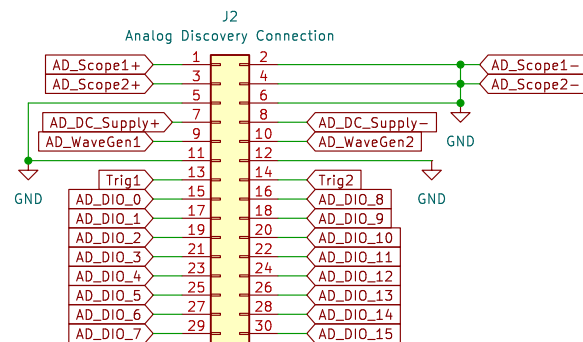 J2
Analog Discovery Connection
AD_Scope1+ 1 2 AD_Scope1-
AD_Scope2+ 3 4 AD_Scope2-
5 6
AD_DC_Supply+ 7 8 AD_DC_Supply-
AD_WaveGen1 9 10 AD_WaveGen2
GND
11 12
Trig1 13 14 Trig2
GND GND
AD_DIO_0 15 16 AD_DIO_8
AD_DIO_1 17 18 AD_DIO_9
AD_DIO_2 19 20 AD_DIO_10
AD_DIO_3 21 22 AD_DIO_11
AD_DIO_4 23 24 AD_DIO_12
AD_DIO_5 25 26 AD_DIO_13
AD_DIO_6 27 28 AD_DIO_14
AD_DIO_7 29 30 AD_DIO_15